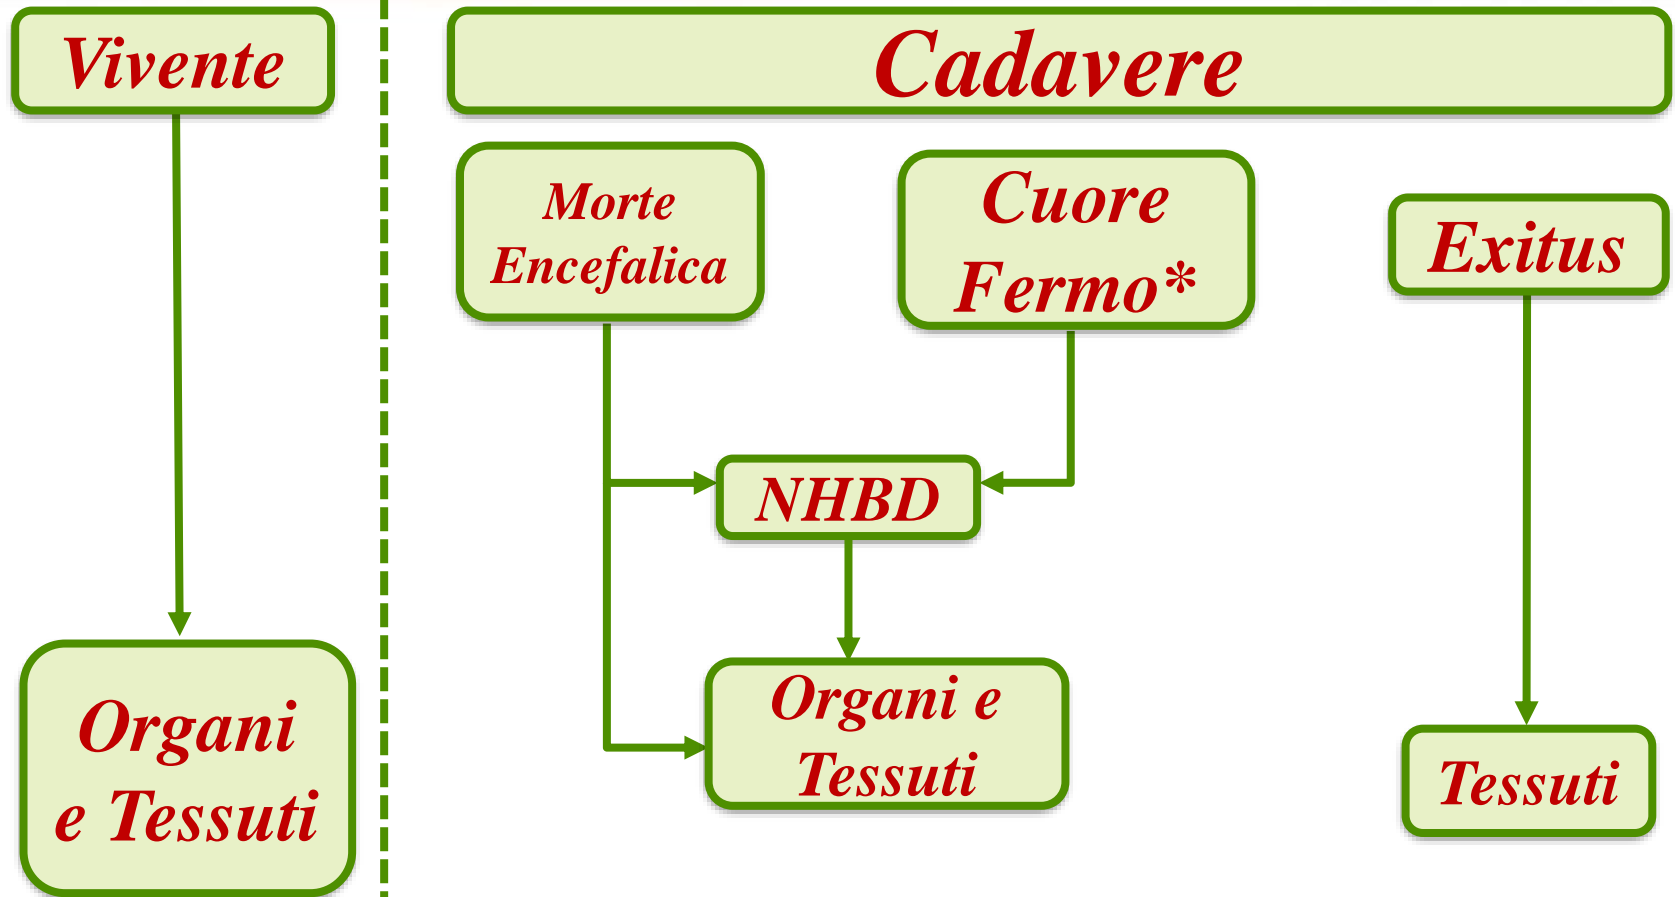 Vivente
Cadavere
Morte
Encefalica
Cuore
Fermo*
Exitus
NHBD
Organi
e Tessuti
Organi e
Tessuti
Tessuti